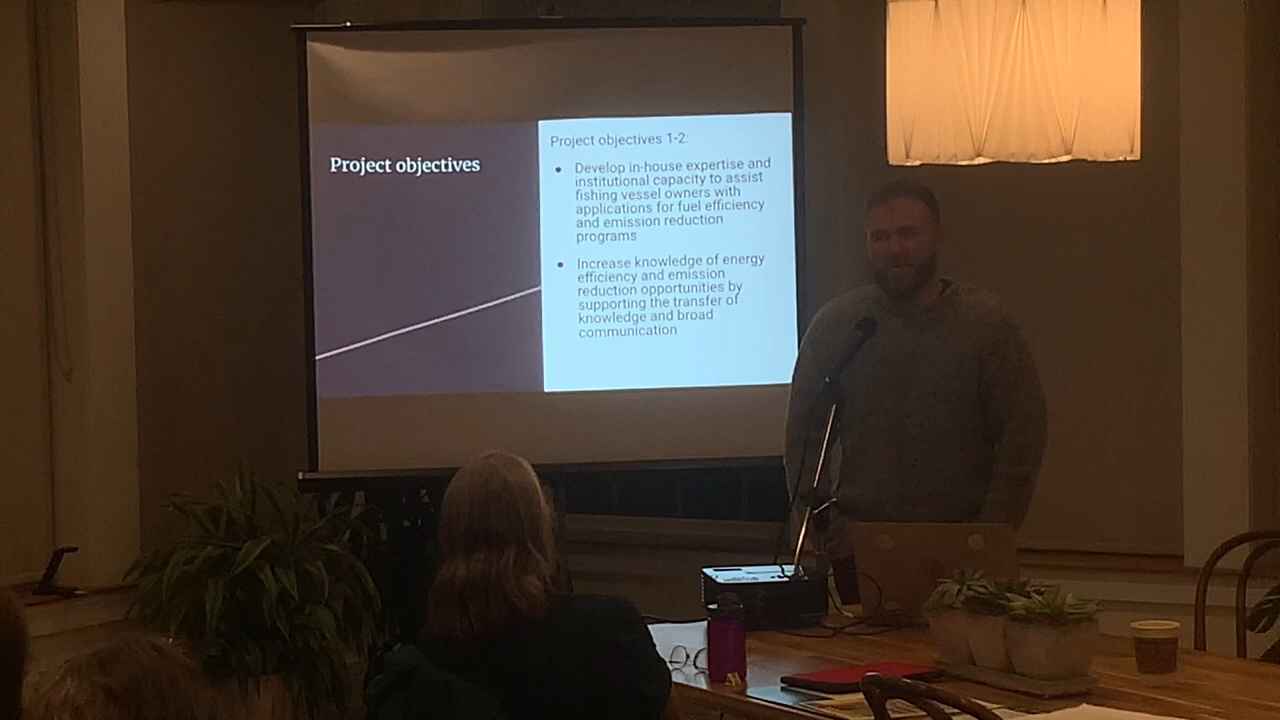 Project objectives
Project objectives 1-2:
● Develop in-house expertise and
institutional capacity to assist
fishing vessel owners with
applications for fuel efficiency
and emission reduction
programs
● Increase knowledge of energy
efficiency and emission
reduction opportunities by
supporting the transfer of
knowledge and broad
communication